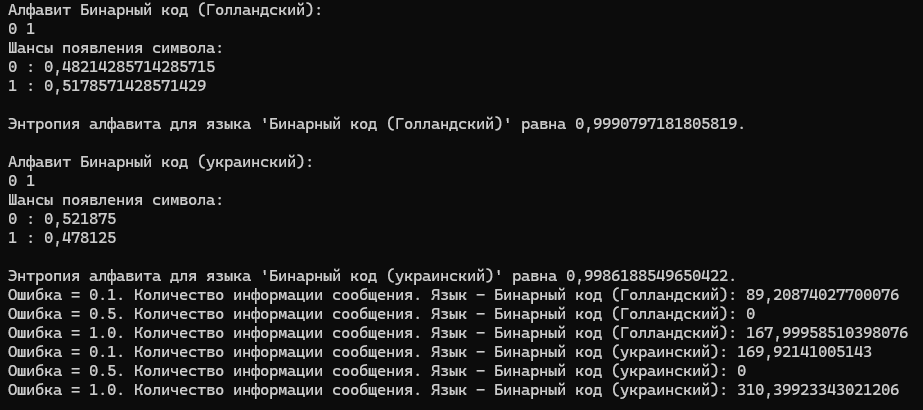 Алфавит Бинарный код (Голландский):
0 1
Шансы появления символа:
0 : 0,48214285714285715
1 : 0,5178571428571429
Энтропия алфавита для языка 'Бинарный код (Голландский)' равна 0,9990797181805819.
Алфавит Бинарный код (украинский):
0 1
Шансы появления символа:
0 : 0,521875
1 : 0,478125
Энтропия алфавита для языка 'Бинарный код (украинский)' равна 0,9986188549650422.
Ошибка = 0.1. Количество информации сообщения. Язык – Бинарный код (Голландский): 89,20874027700076
Ошибка = 0.5. Количество информации сообщения. Язык – Бинарный код (Голландский): 0
Ошибка = 1.0. Количество информации сообщения. Язык – Бинарный код (Голландский): 167,99958510398076
Ошибка = 0.1. Количество информации сообщения. Язык – Бинарный код (украинский): 169,92141005143
Ошибка = 0.5. Количество информации сообщения. Язык – Бинарный код (украинский): 0
Ошибка = 1.0. Количество информации сообщения. Язык – Бинарный код (украинский): 310,39923343021206